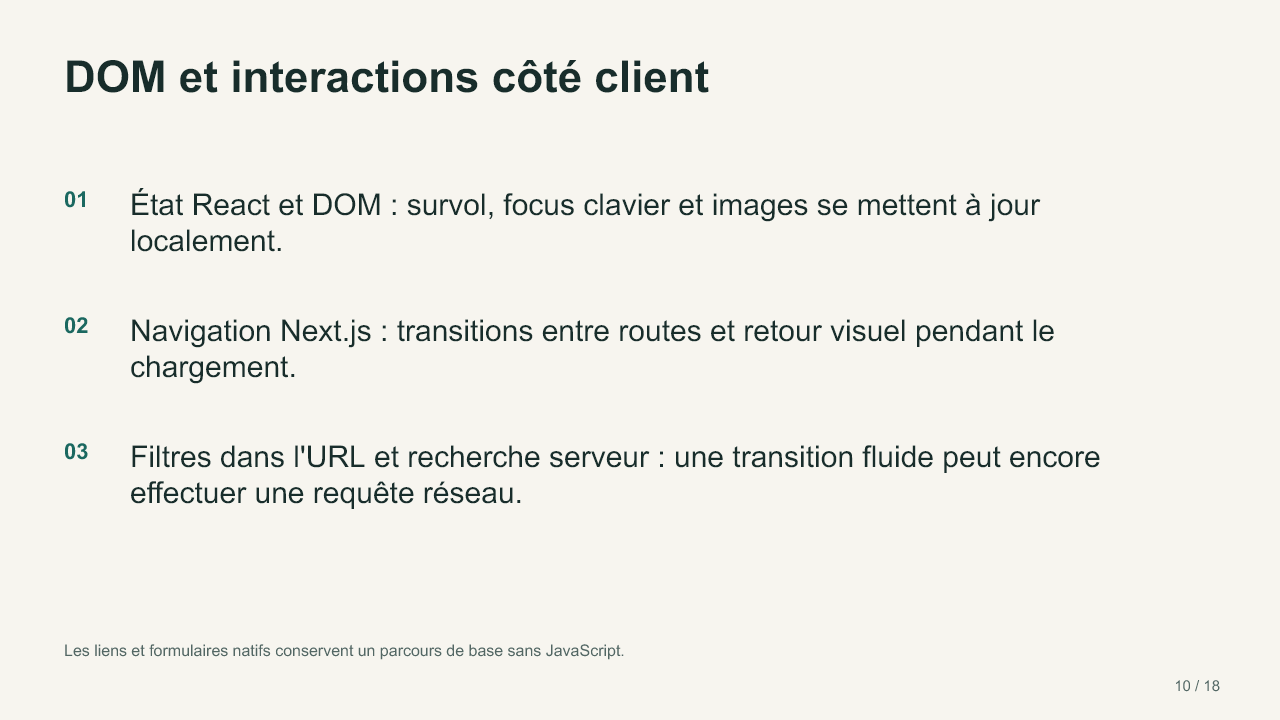 DOM et interactions côté client
01
État React et DOM : survol, focus clavier et images se mettent à jour
localement.
02
Navigation Next.js : transitions entre routes et retour visuel pendant le
chargement.
03
Filtres dans l'URL et recherche serveur : une transition fluide peut encore
effectuer une requête réseau.
Les liens et formulaires natifs conservent un parcours de base sans JavaScript.
10 / 18